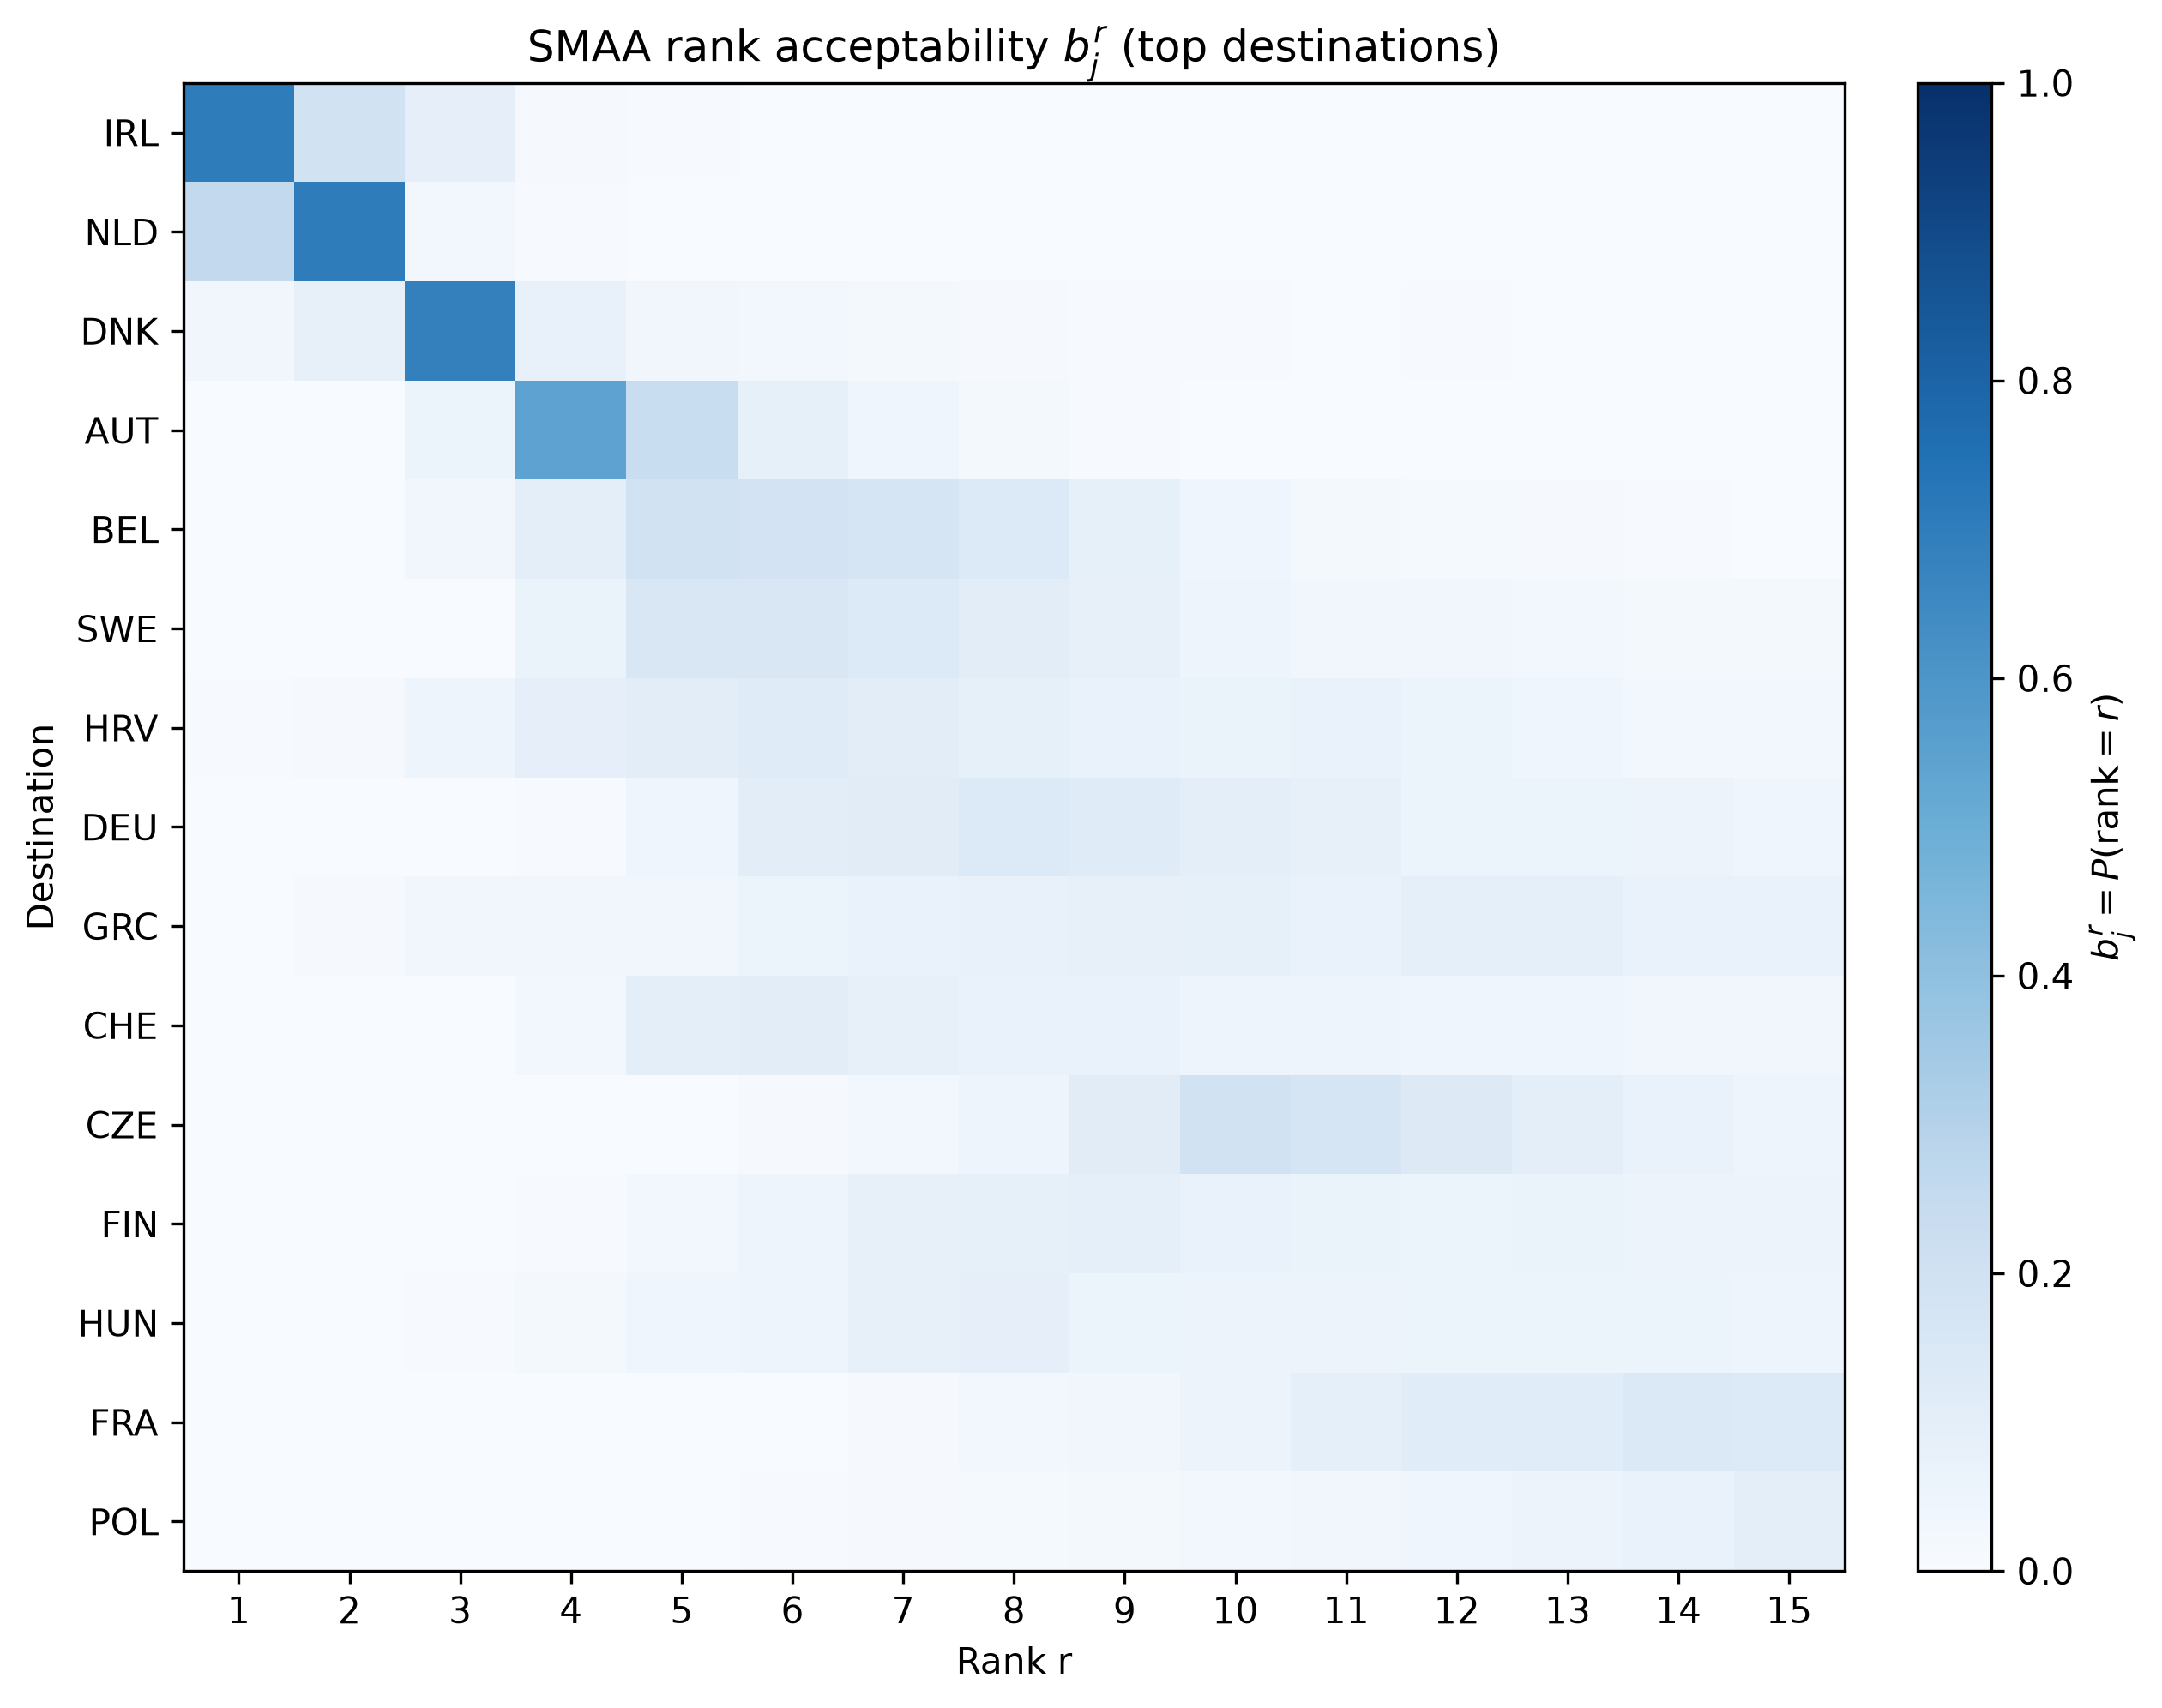 SMAA rank acceptability $b_j^r$ (top destinations)
Destination
IRL
NLD
DNK
AUT
BEL
SWE
HRV
DEU
GRC
CHE
CZE
FIN
HUN
FRA
POL
1 2 3 4 5 6 7 8 9 10 11 12 13 14 15
Rank r
1.0
0.8
0.6
0.4
0.2
0.0
$b_j^r = P(\text{rank} = r)$